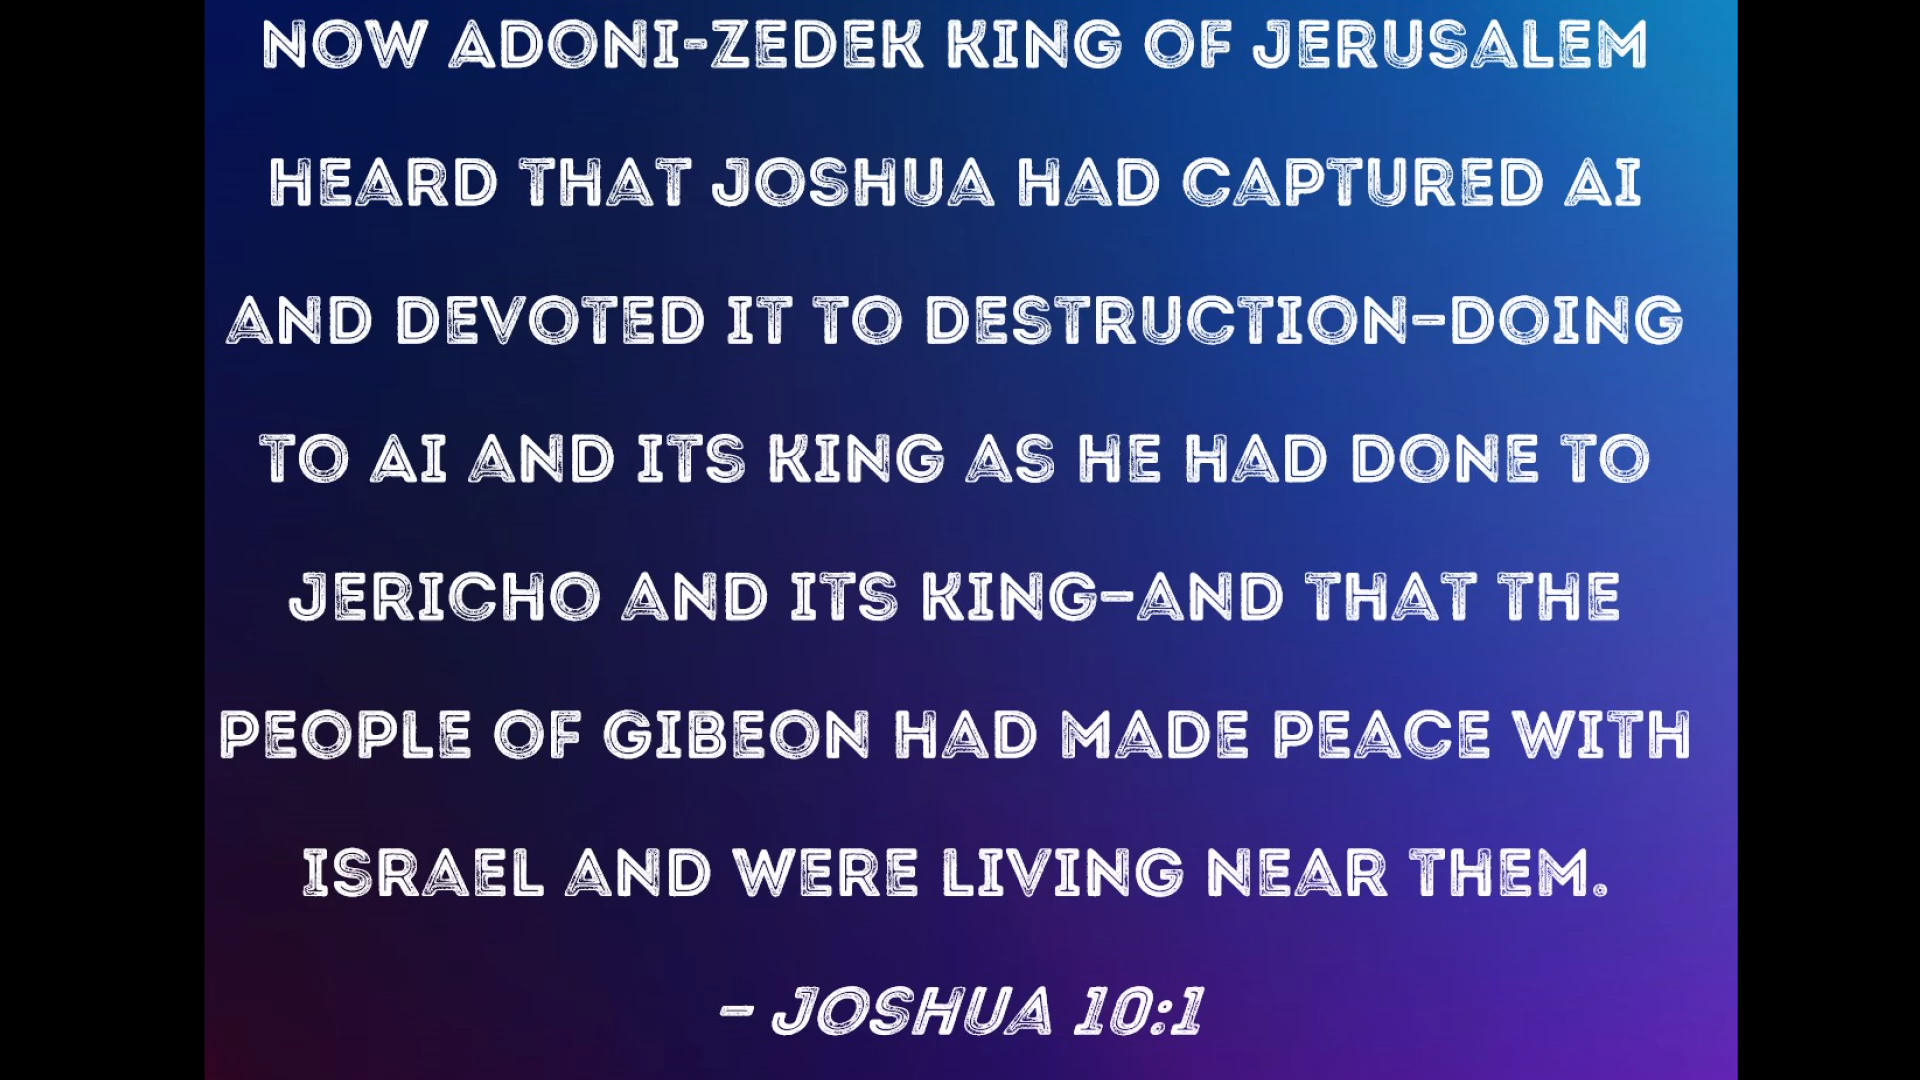 NOW ADONI-ZEDEK KING OF JERUSALEM
HEARD THAT JOSHUA HAD CAPTURED AI
AND DEVOTED IT TO DESTRUCTION–DOING
TO AI AND ITS KING AS HE HAD DONE TO
JERICHO AND ITS KING–AND THAT THE
PEOPLE OF GIBEON HAD MADE PEACE WITH
ISRAEL AND WERE LIVING NEAR THEM.
– JOSHUA 10:1